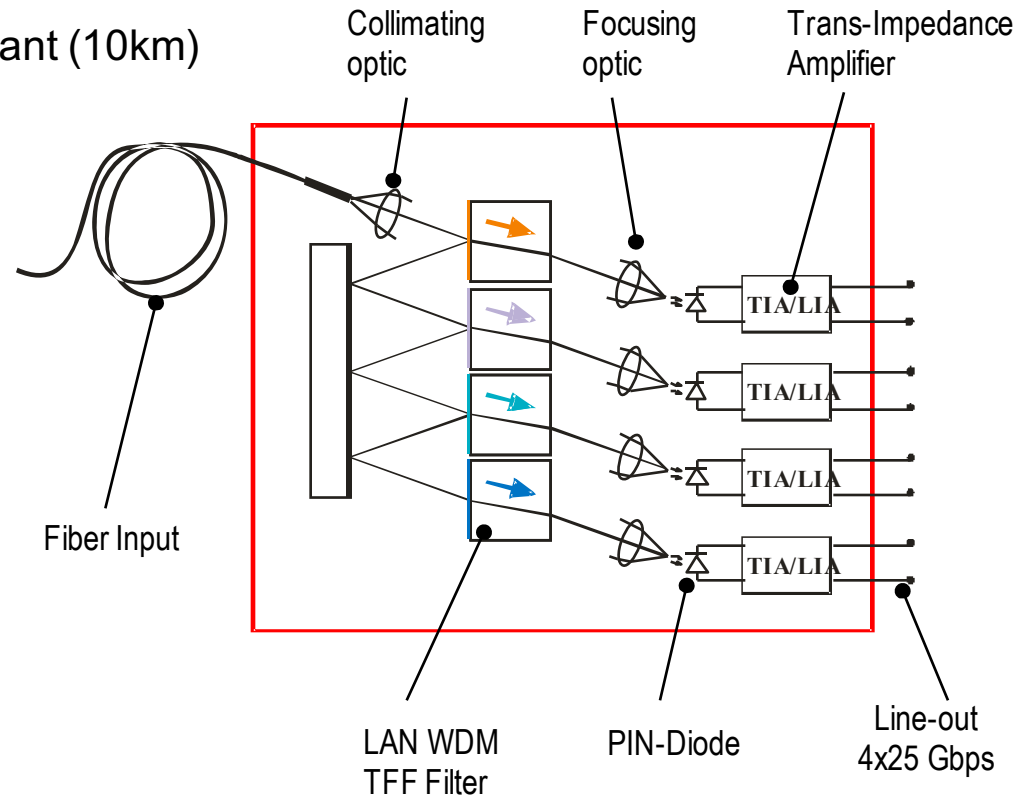 ant (10km)
Collimating
optic
Focusing
optic
Trans-Impedance
Amplifier
TIA/LIA
TIA/LIA
TIA/LIA
TIA/LIA
Fiber Input
LAN WDM
TFF Filter
PIN-Diode
Line-out
4x25 Gbps